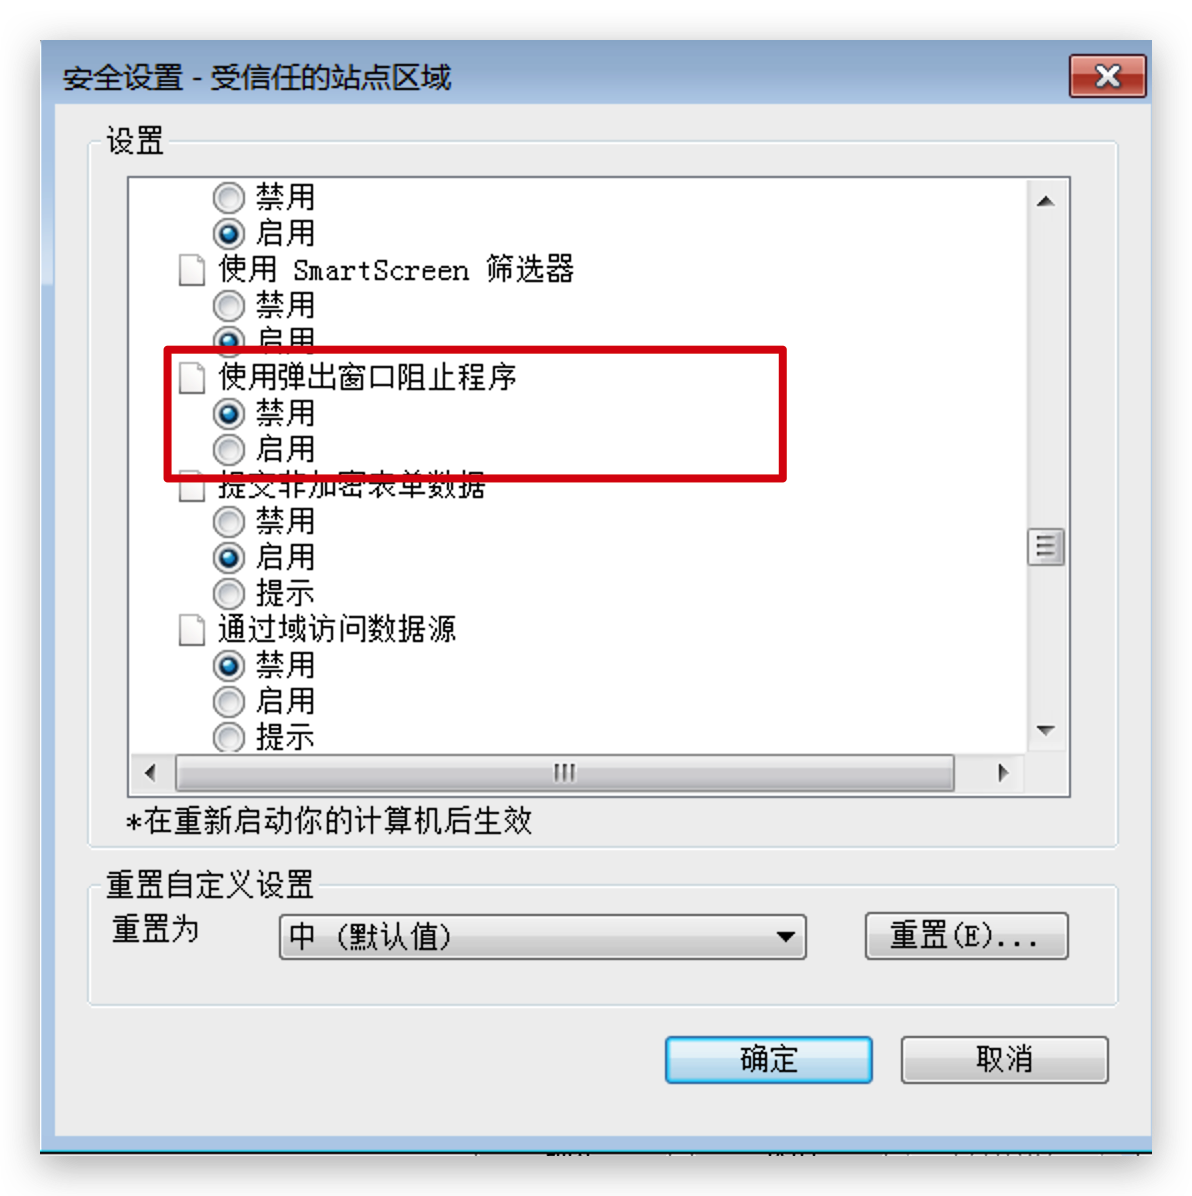 安全设置 - 受信任的站点区域
设置
禁用
启用
使用 SmartScreen 筛选器
禁用
启用
使用弹出窗口阻止程序
禁用
启用
提交非加密表单数据
禁用
启用
提示
通过域访问数据源
禁用
启用
提示
*在重新启动你的计算机后生效
重置自定义设置
重置为
中 (默认值)
重置(E)...
确定
取消